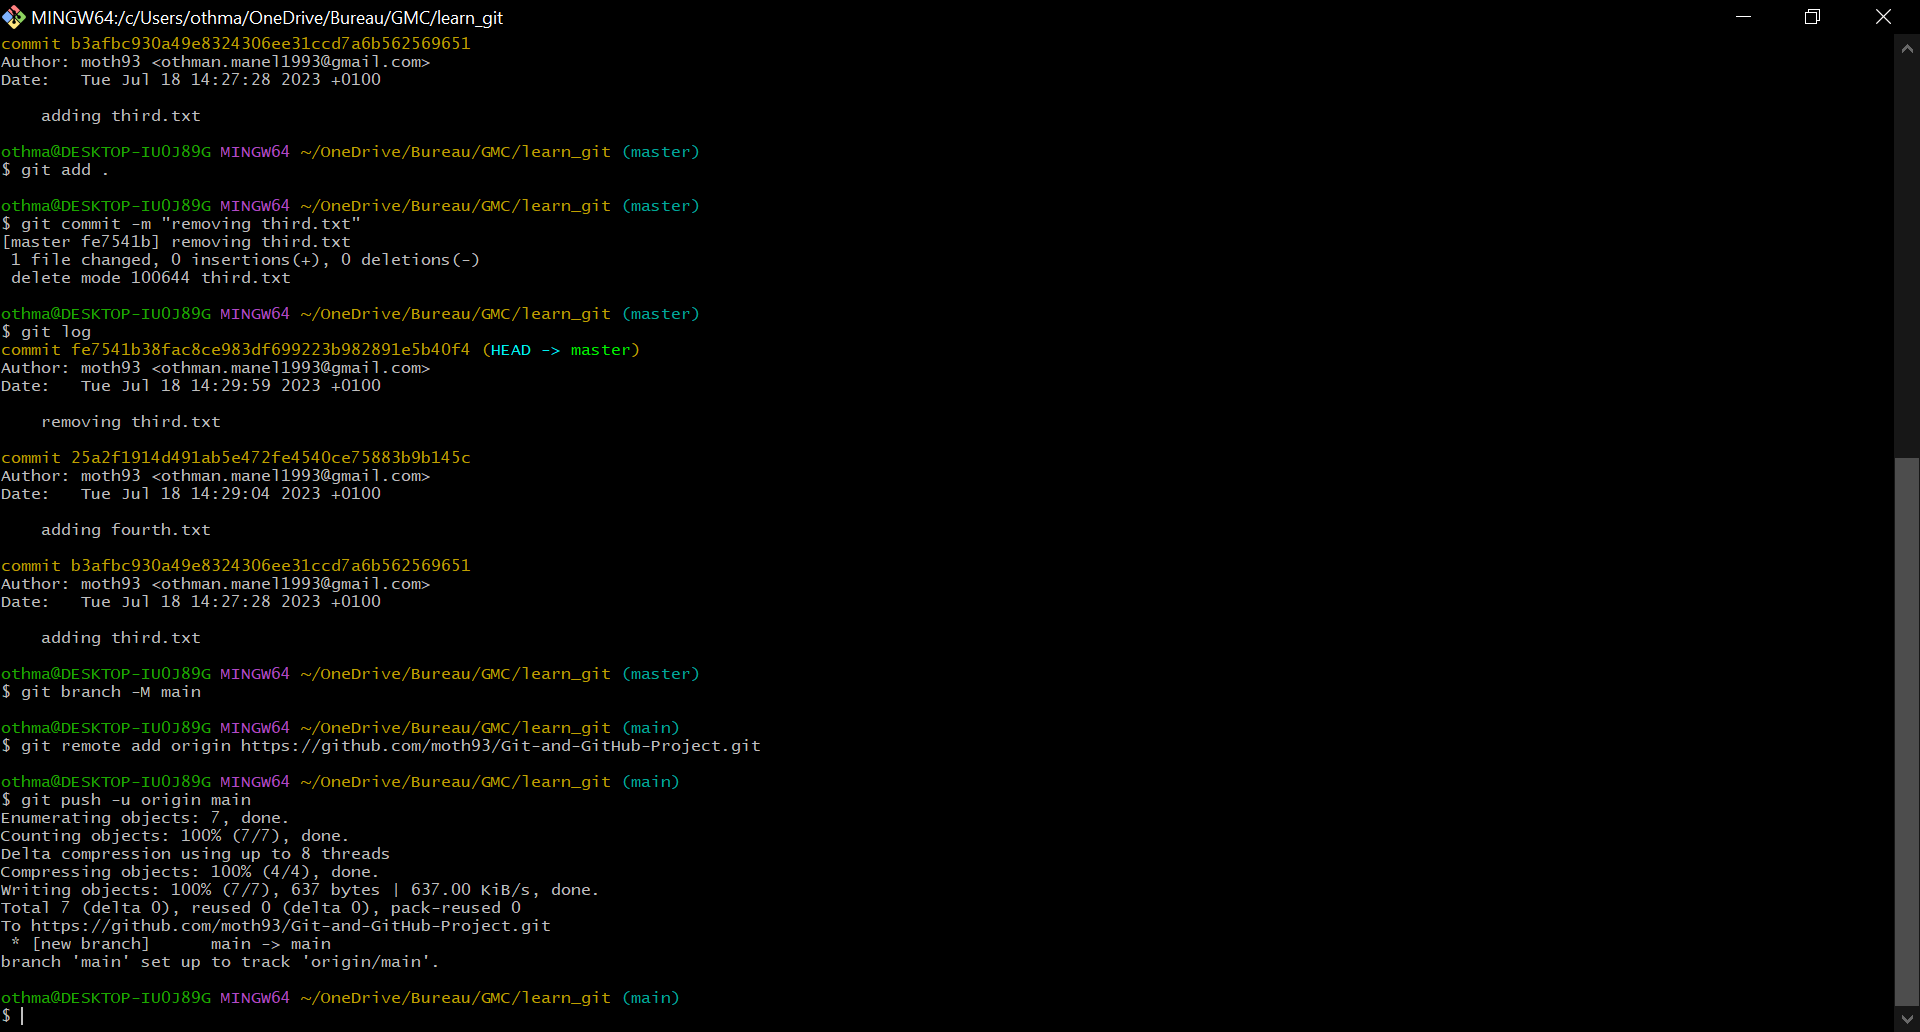 MINGW64:/c/Users/othma/OneDrive/Bureau/GMC/learn_git
commit b3afbc930a49e8324306ee31ccd7a6b562569651
Author: moth93 <othman.manel1993@gmail.com>
Date:   Tue Jul 18 14:27:28 2023 +0100
    adding third.txt
othma@DESKTOP-IU0J89G MINGW64 ~/OneDrive/Bureau/GMC/learn_git (master)
$ git add .
othma@DESKTOP-IU0J89G MINGW64 ~/OneDrive/Bureau/GMC/learn_git (master)
$ git commit -m "removing third.txt"
[master fe7541b] removing third.txt
 1 file changed, 0 insertions(+), 0 deletions(-)
 delete mode 100644 third.txt
othma@DESKTOP-IU0J89G MINGW64 ~/OneDrive/Bureau/GMC/learn_git (master)
$ git log
commit fe7541b38fac8ce983df699223b982891e5b40f4 (HEAD -> master)
Author: moth93 <othman.manel1993@gmail.com>
Date:   Tue Jul 18 14:29:59 2023 +0100
    removing third.txt
commit 25a2f1914d491ab5e472fe4540ce75883b9b145c
Author: moth93 <othman.manel1993@gmail.com>
Date:   Tue Jul 18 14:29:04 2023 +0100
    adding fourth.txt
commit b3afbc930a49e8324306ee31ccd7a6b562569651
Author: moth93 <othman.manel1993@gmail.com>
Date:   Tue Jul 18 14:27:28 2023 +0100
    adding third.txt
othma@DESKTOP-IU0J89G MINGW64 ~/OneDrive/Bureau/GMC/learn_git (master)
$ git branch -M main
othma@DESKTOP-IU0J89G MINGW64 ~/OneDrive/Bureau/GMC/learn_git (main)
$ git remote add origin https://github.com/moth93/Git-and-GitHub-Project.git
othma@DESKTOP-IU0J89G MINGW64 ~/OneDrive/Bureau/GMC/learn_git (main)
$ git push -u origin main
Enumerating objects: 7, done.
Counting objects: 100% (7/7), done.
Delta compression using up to 8 threads
Compressing objects: 100% (4/4), done.
Writing objects: 100% (7/7), 637 bytes | 637.00 KiB/s, done.
Total 7 (delta 0), reused 0 (delta 0), pack-reused 0
To https://github.com/moth93/Git-and-GitHub-Project.git
 * [new branch]      main -> main
branch 'main' set up to track 'origin/main'.
othma@DESKTOP-IU0J89G MINGW64 ~/OneDrive/Bureau/GMC/learn_git (main)
$